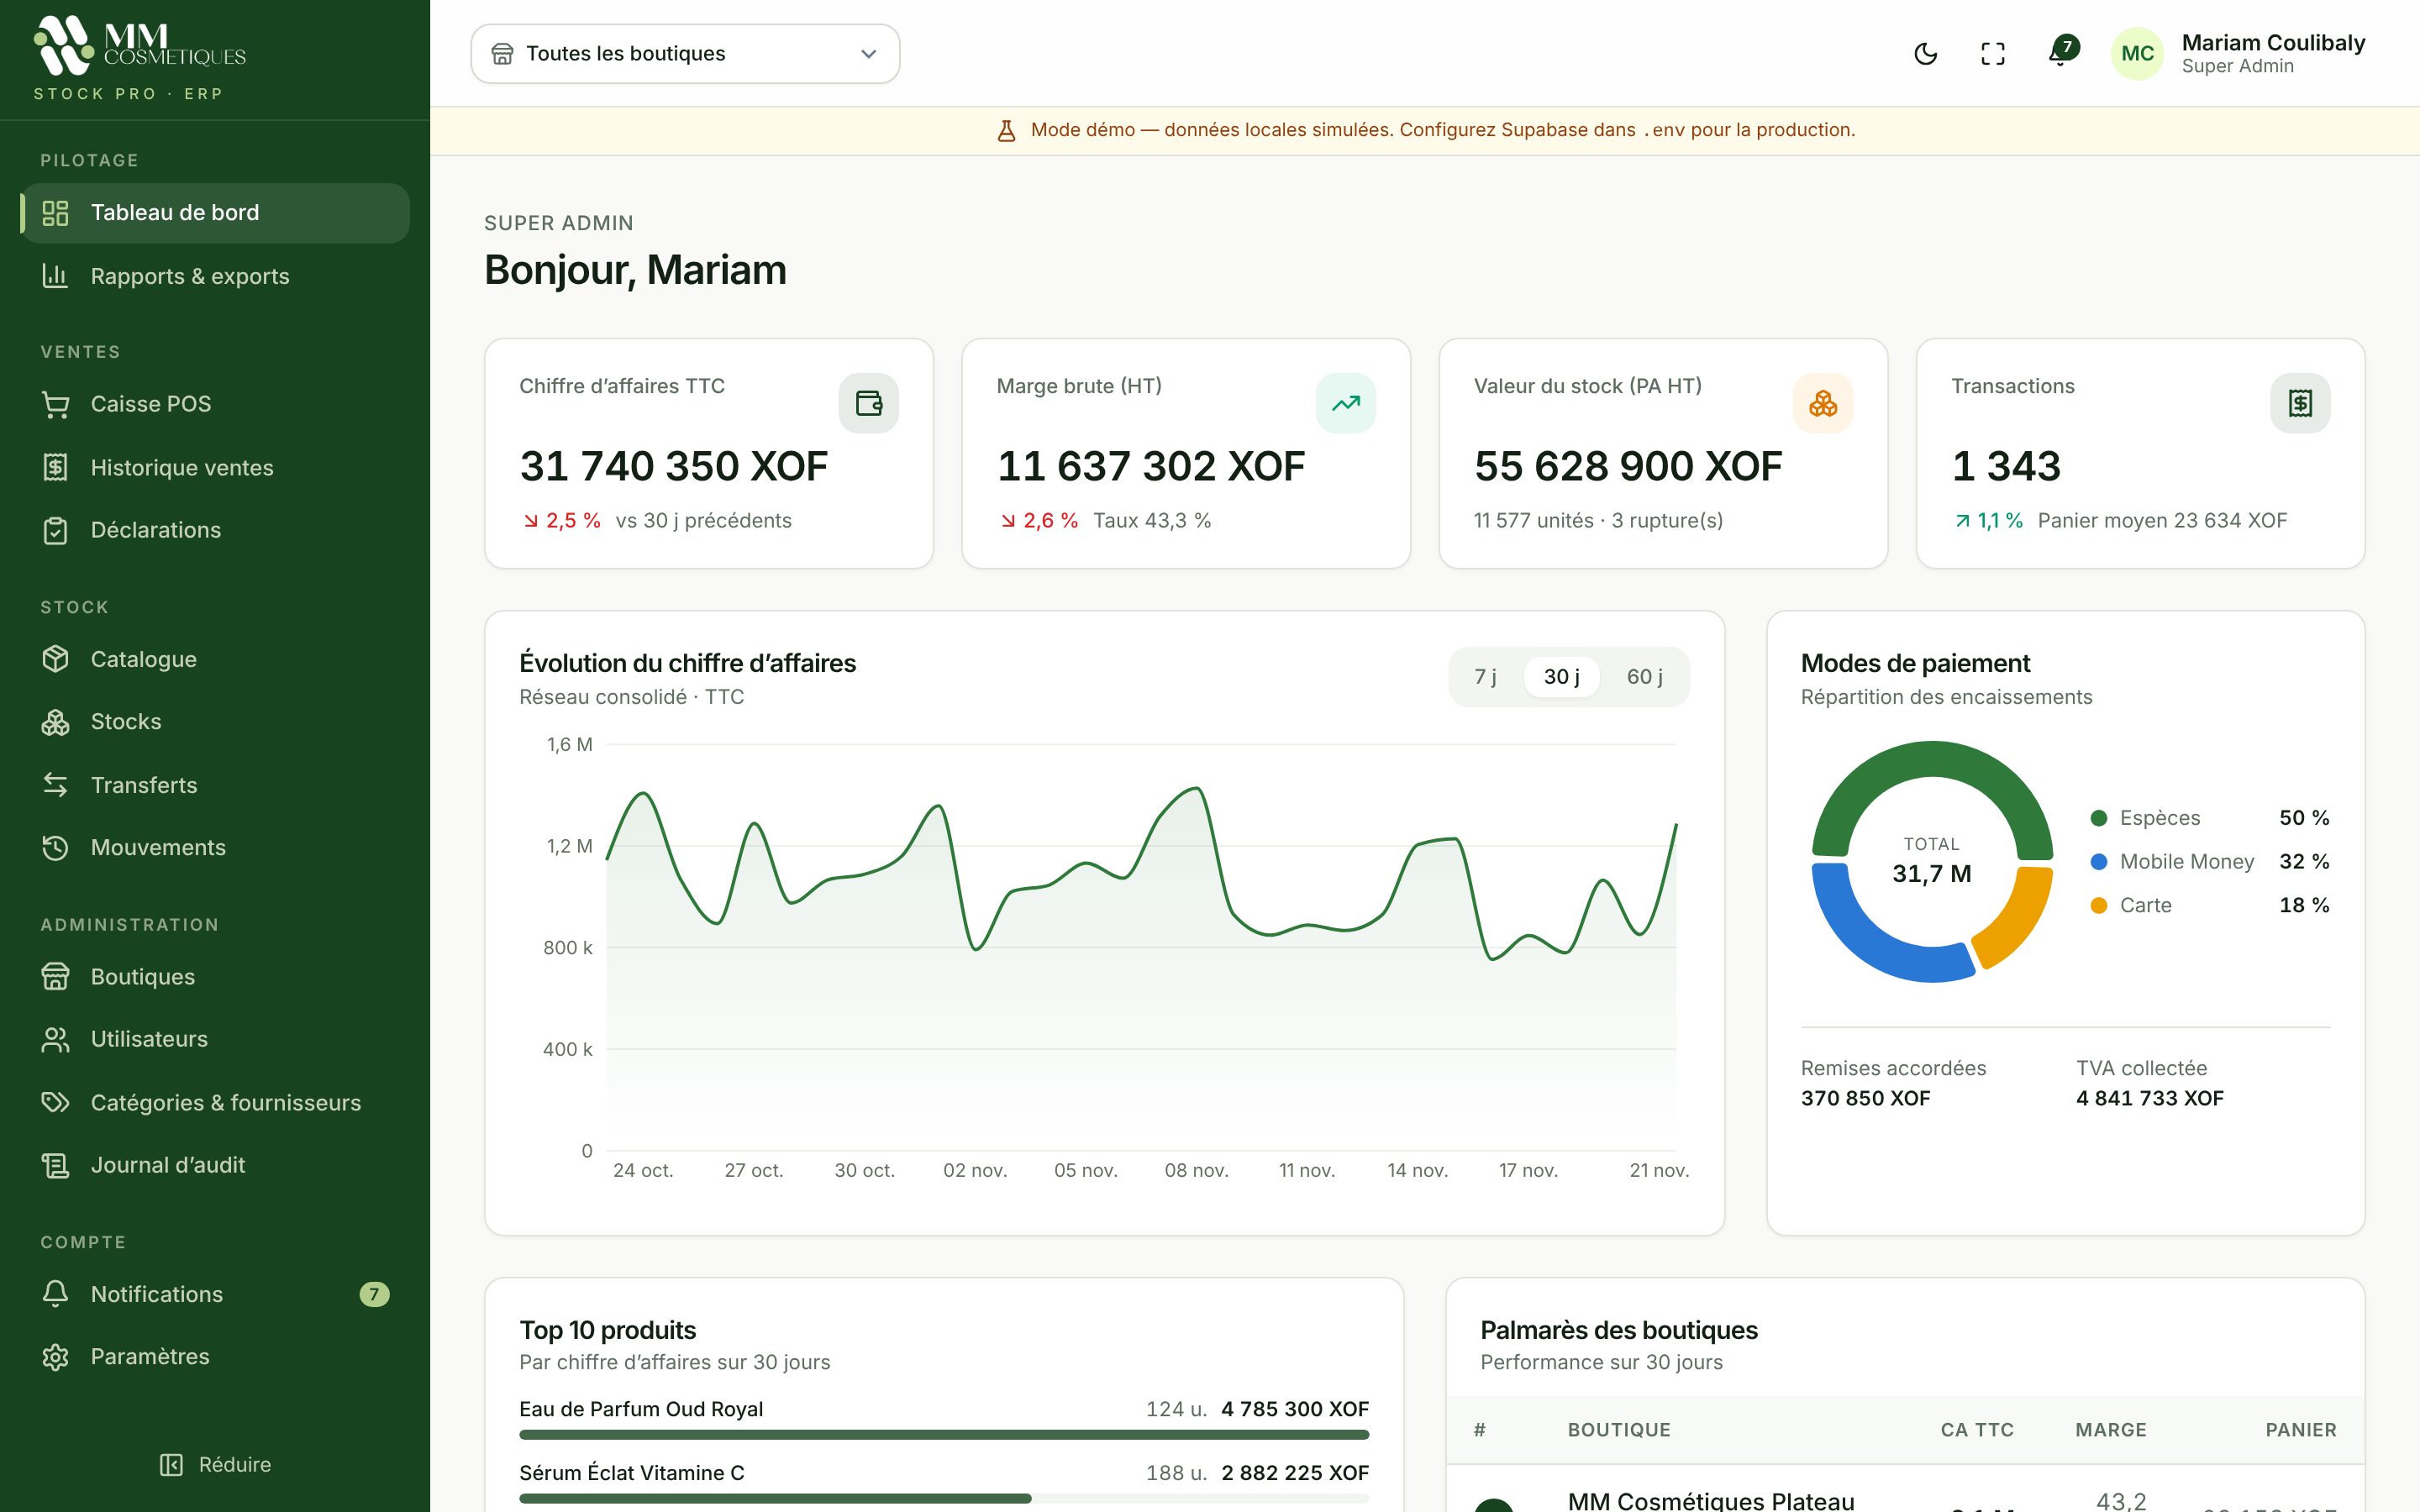 MM
COSMETIQUES
STOCK PRO · ERP
PILOTAGE
Tableau de bord
Rapports & exports
VENTES
Caisse POS
Historique ventes
Déclarations
STOCK
Catalogue
Stocks
Transferts
Mouvements
ADMINISTRATION
Boutiques
Utilisateurs
Catégories & fournisseurs
Journal d’audit
COMPTE
Notifications 7
Paramètres
Réduire
Toutes les boutiques
7
MC
Mariam Coulibaly
Super Admin
Mode démo — données locales simulées. Configurez Supabase dans .env pour la production.
SUPER ADMIN
Bonjour, Mariam
Chiffre d’affaires TTC
31 740 350 XOF
2,5 % vs 30 j précédents
Marge brute (HT)
11 637 302 XOF
2,6 % Taux 43,3 %
Valeur du stock (PA HT)
55 628 900 XOF
11 577 unités · 3 rupture(s)
Transactions
1 343
1,1 % Panier moyen 23 634 XOF
Évolution du chiffre d’affaires
Réseau consolidé · TTC
7 j 30 j 60 j
1,6 M
1,2 M
800 k
400 k
0
24 oct. 27 oct. 30 oct. 02 nov. 05 nov. 08 nov. 11 nov. 14 nov. 17 nov. 21 nov.
Modes de paiement
Répartition des encaissements
TOTAL
31,7 M
Espèces 50 %
Mobile Money 32 %
Carte 18 %
Remises accordées
370 850 XOF
TVA collectée
4 841 733 XOF
Top 10 produits
Par chiffre d’affaires sur 30 jours
Eau de Parfum Oud Royal 124 u. 4 785 300 XOF
Sérum Éclat Vitamine C 188 u. 2 882 225 XOF
Palmarès des boutiques
Performance sur 30 jours
# BOUTIQUE CA TTC MARGE PANIER
MM Cosmétiques Plateau 43,2